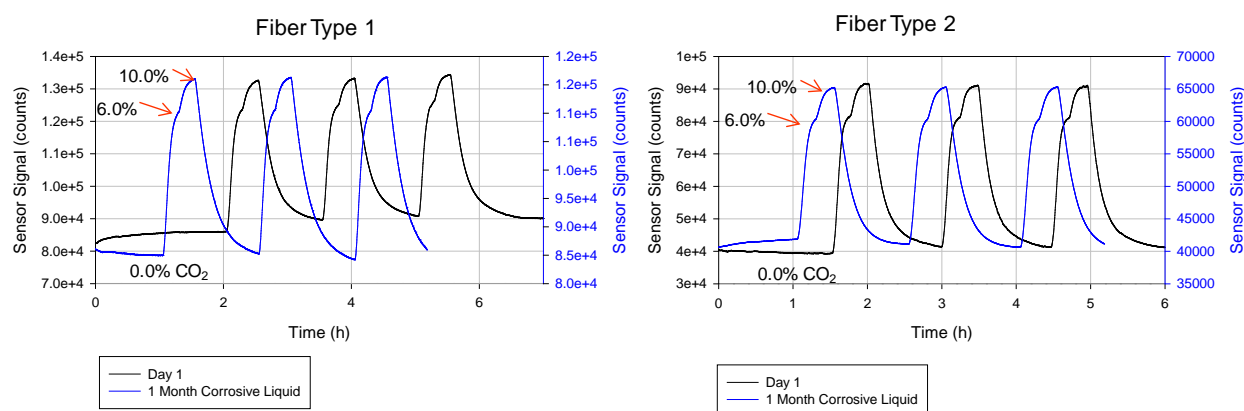 Fiber Type 1
Sensor Signal (counts)
1.4e+5
1.3e+5
1.2e+5
1.1e+5
1.0e+5
9.0e+4
8.0e+4
7.0e+4
10.0%
6.0%
0.0% CO2
1.2e+5
1.2e+5
1.1e+5
1.1e+5
1.0e+5
9.5e+4
9.0e+4
8.5e+4
8.0e+4
Sensor Signal (counts)
0 2 4 6
Time (h)
Day 1
1 Month Corrosive Liquid
Fiber Type 2
Sensor Signal (counts)
1e+5
9e+4
8e+4
7e+4
6e+4
5e+4
4e+4
3e+4
10.0%
6.0%
0.0% CO2
70000
65000
60000
55000
50000
45000
40000
35000
Sensor Signal (counts)
0 1 2 3 4 5 6
Time (h)
Day 1
1 Month Corrosive Liquid